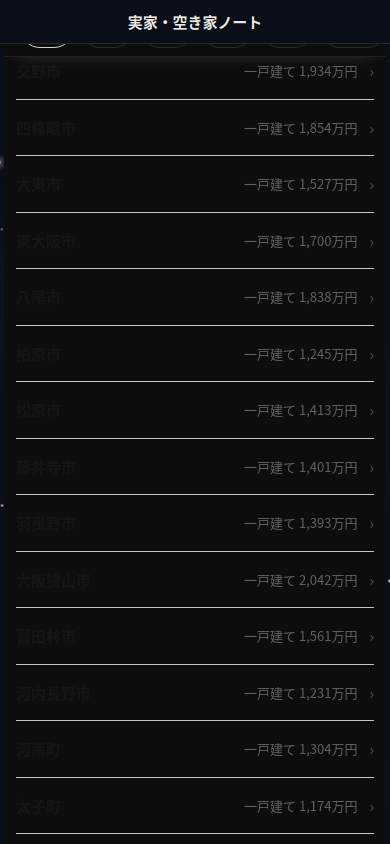 実家・空き家ノート
交野市 一戸建て 1,934万円 ›
四條畷市 一戸建て 1,854万円 ›
大東市 一戸建て 1,527万円 ›
東大阪市 一戸建て 1,700万円 ›
八尾市 一戸建て 1,838万円 ›
柏原市 一戸建て 1,245万円 ›
松原市 一戸建て 1,413万円 ›
藤井寺市 一戸建て 1,401万円 ›
羽曳野市 一戸建て 1,393万円 ›
大阪狭山市 一戸建て 2,042万円 ›
富田林市 一戸建て 1,561万円 ›
河内長野市 一戸建て 1,231万円 ›
河南町 一戸建て 1,304万円 ›
太子町 一戸建て 1,174万円 ›